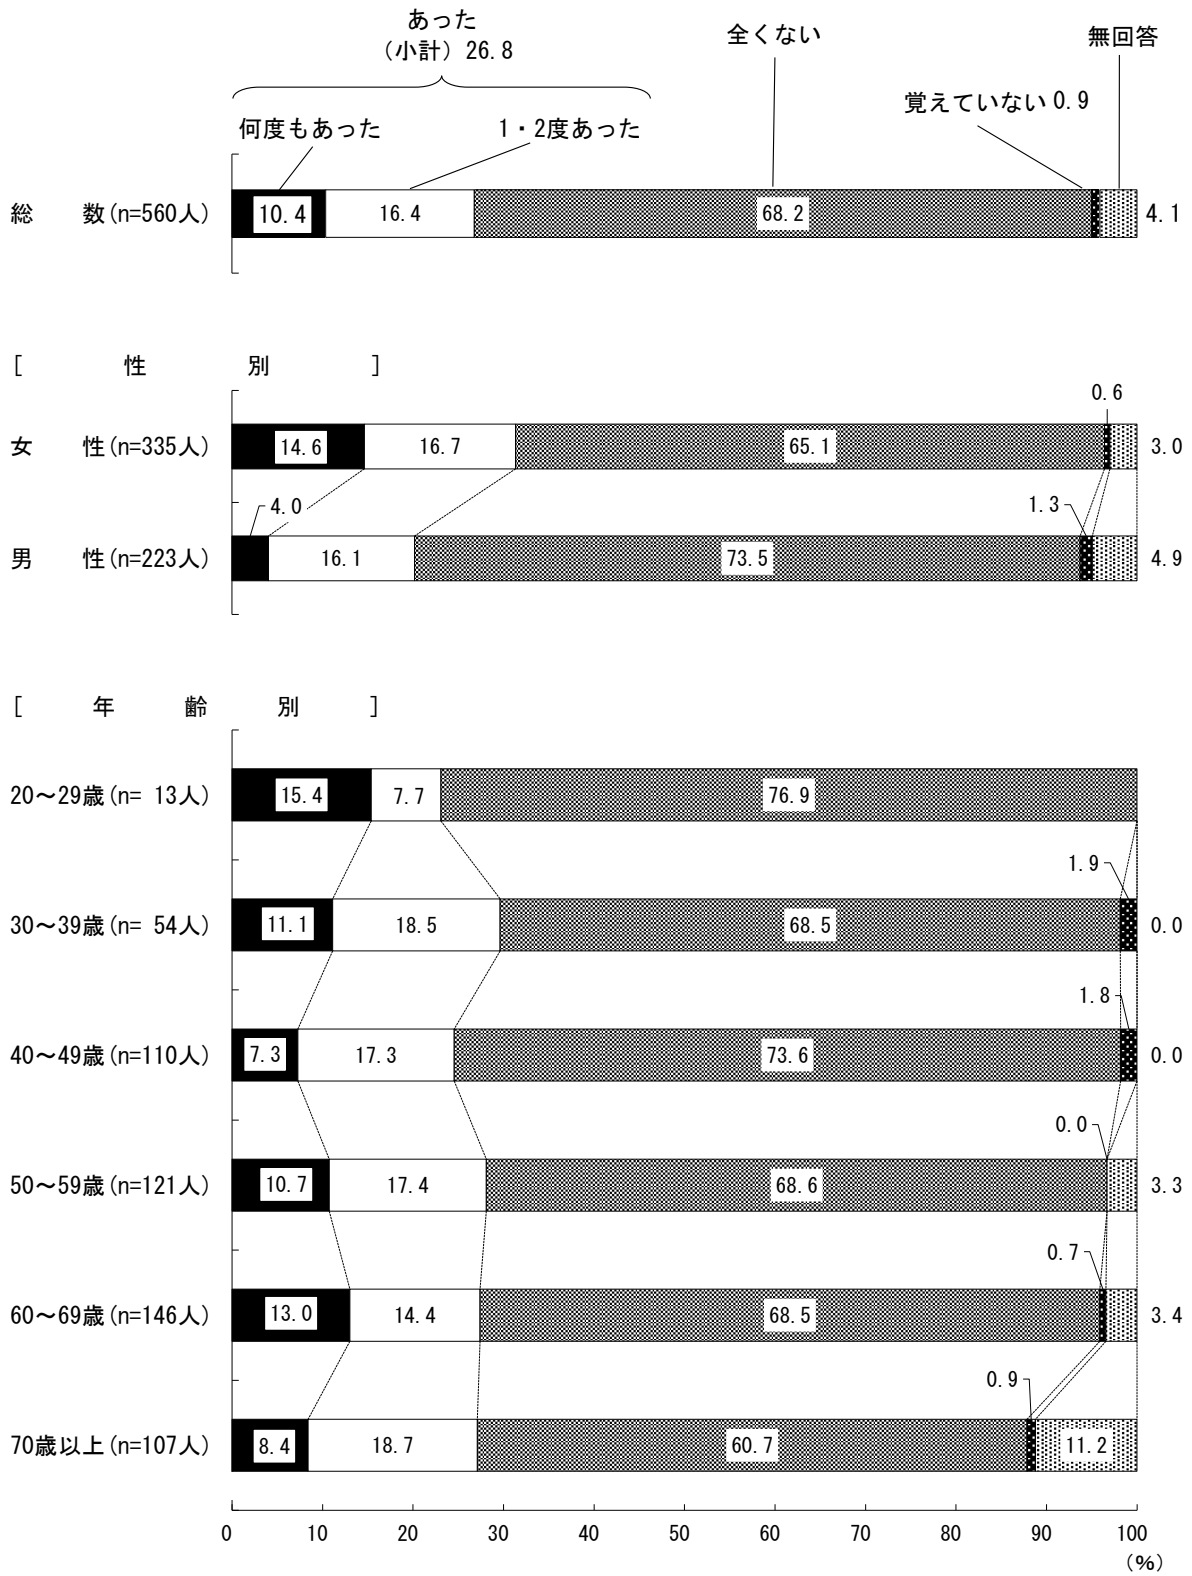 あった
(小計) 26.8
全くない
無回答
覚えていない 0.9
何度もあった
1・2度あった
総 数(n=560人)
10.4 16.4 68.2 4.1
[ 性 別 ]
0.6
女 性(n=335人)
14.6 16.7 65.1 3.0
4.0 1.3
男 性(n=223人)
16.1 73.5 4.9
[ 年 齢 別 ]
20～29歳(n= 13人)
15.4 7.7 76.9
1.9
30～39歳(n= 54人)
11.1 18.5 68.5 0.0
1.8
40～49歳(n=110人)
7.3 17.3 73.6 0.0
0.0
50～59歳(n=121人)
10.7 17.4 68.6 3.3
0.7
60～69歳(n=146人)
13.0 14.4 68.5 3.4
0.9
70歳以上(n=107人)
8.4 18.7 60.7 11.2
0 10 20 30 40 50 60 70 80 90 100
(%)